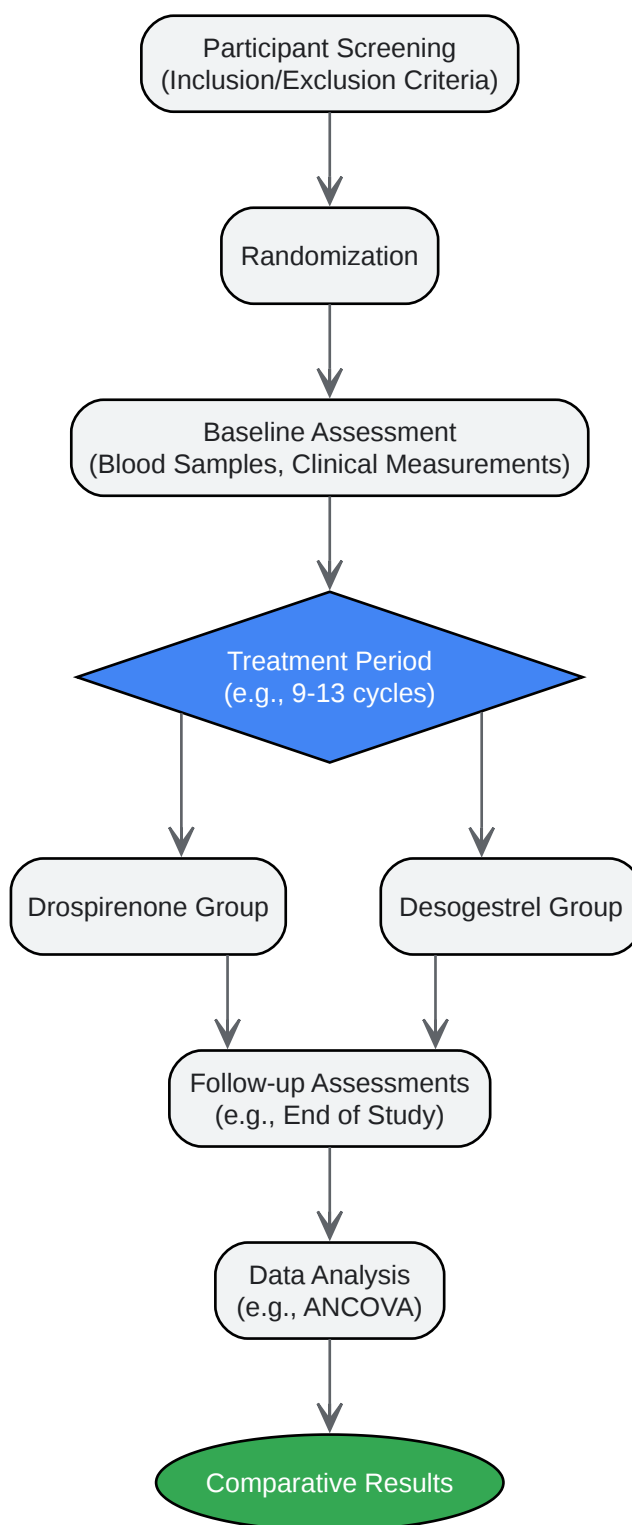 Participant Screening
(Inclusion/Exclusion Criteria)
Randomization
Baseline Assessment
(Blood Samples, Clinical Measurements)
Treatment Period
(e.g., 9-13 cycles)
Drospirenone Group
Desogestrel Group
Follow-up Assessments
(e.g., End of Study)
Data Analysis
(e.g., ANCOVA)
Comparative Results